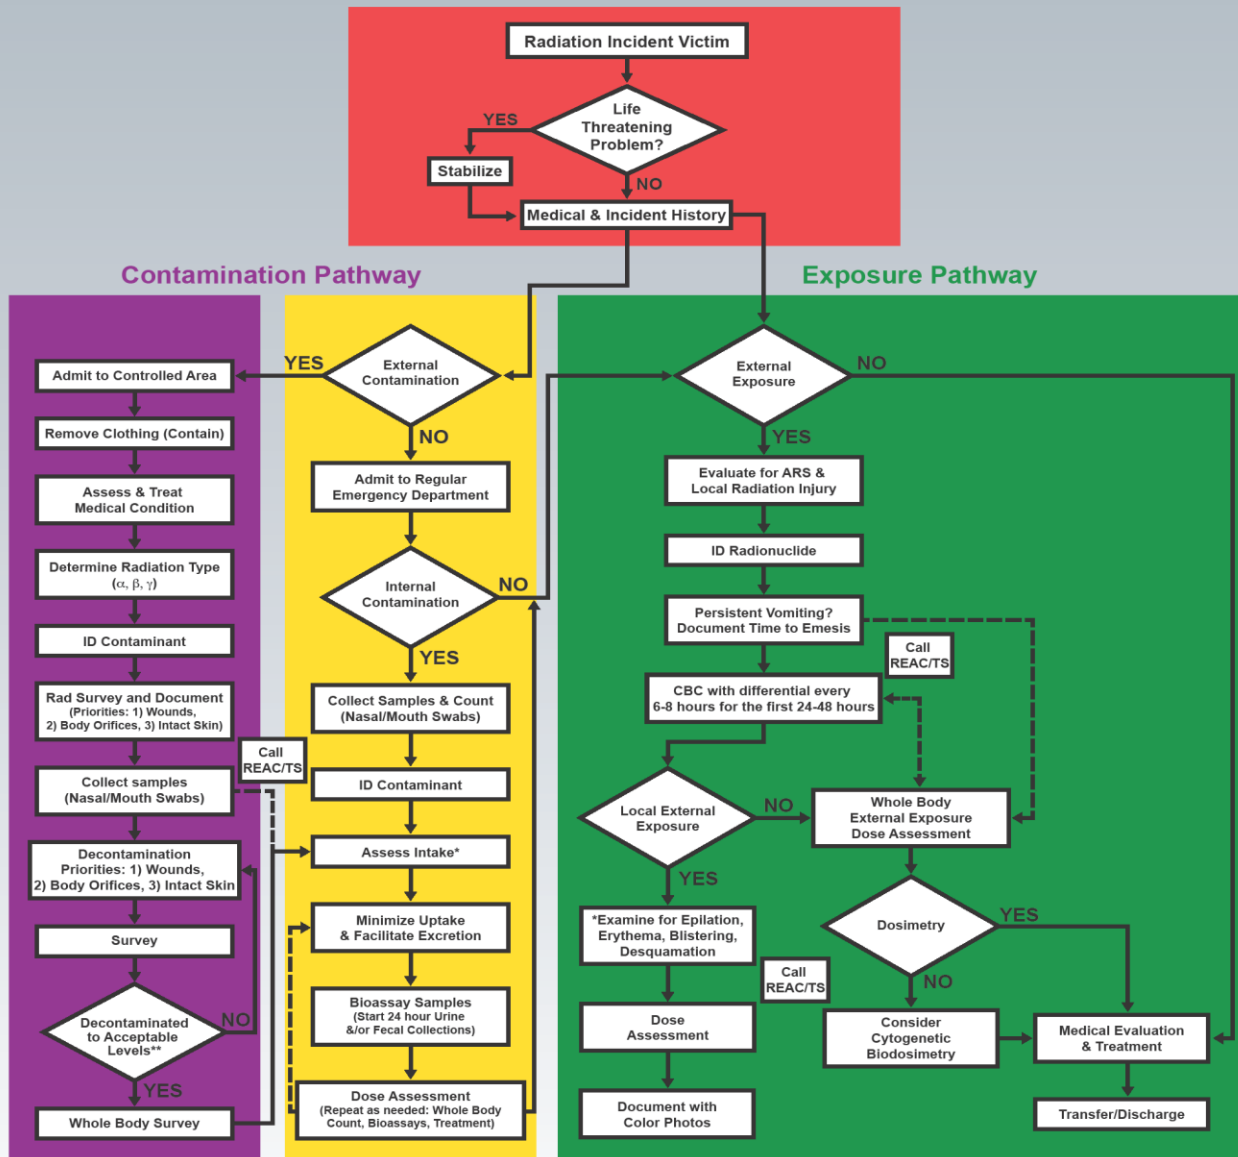 Radiation Incident Victim
Life
Threatening
Problem?
YES
Stabilize
NO
Medical & Incident History
Contamination Pathway
Exposure Pathway
YES
Admit to Controlled Area
Remove Clothing (Contain)
Assess & Treat
Medical Condition
Determine Radiation Type
(α, β, γ)
ID Contaminant
Rad Survey and Document
(Priorities: 1) Wounds,
2) Body Orifices, 3) Intact Skin)
Collect samples
(Nasal/Mouth Swabs)
Call
REAC/TS
Decontamination
Priorities: 1) Wounds,
2) Body Orifices, 3) Intact Skin
Survey
Decontaminated
to Acceptable
Levels**
NO
YES
Whole Body Survey
External
Contamination
NO
Admit to Regular
Emergency Department
Internal
Contamination
NO
YES
Collect Samples & Count
(Nasal/Mouth Swabs)
ID Contaminant
Assess Intake*
Minimize Uptake
& Facilitate Excretion
Bioassay Samples
(Start 24 hour Urine
&/or Fecal Collections)
Dose Assessment
(Repeat as needed: Whole Body
Count, Bioassays, Treatment)
External
Exposure
NO
YES
Evaluate for ARS &
Local Radiation Injury
ID Radionuclide
Persistent Vomiting?
Document Time to Emesis
Call
REAC/TS
CBC with differential every
6-8 hours for the first 24-48 hours
Local External
Exposure
NO
Whole Body
External Exposure
Dose Assessment
YES
*Examine for Epilation,
Erythema, Blistering,
Desquamation
Call
REAC/TS
Dose
Assessment
Document with
Color Photos
Dosimetry
YES
NO
Consider
Cytogenetic
Biodosimetry
Medical Evaluation
& Treatment
Transfer/Discharge